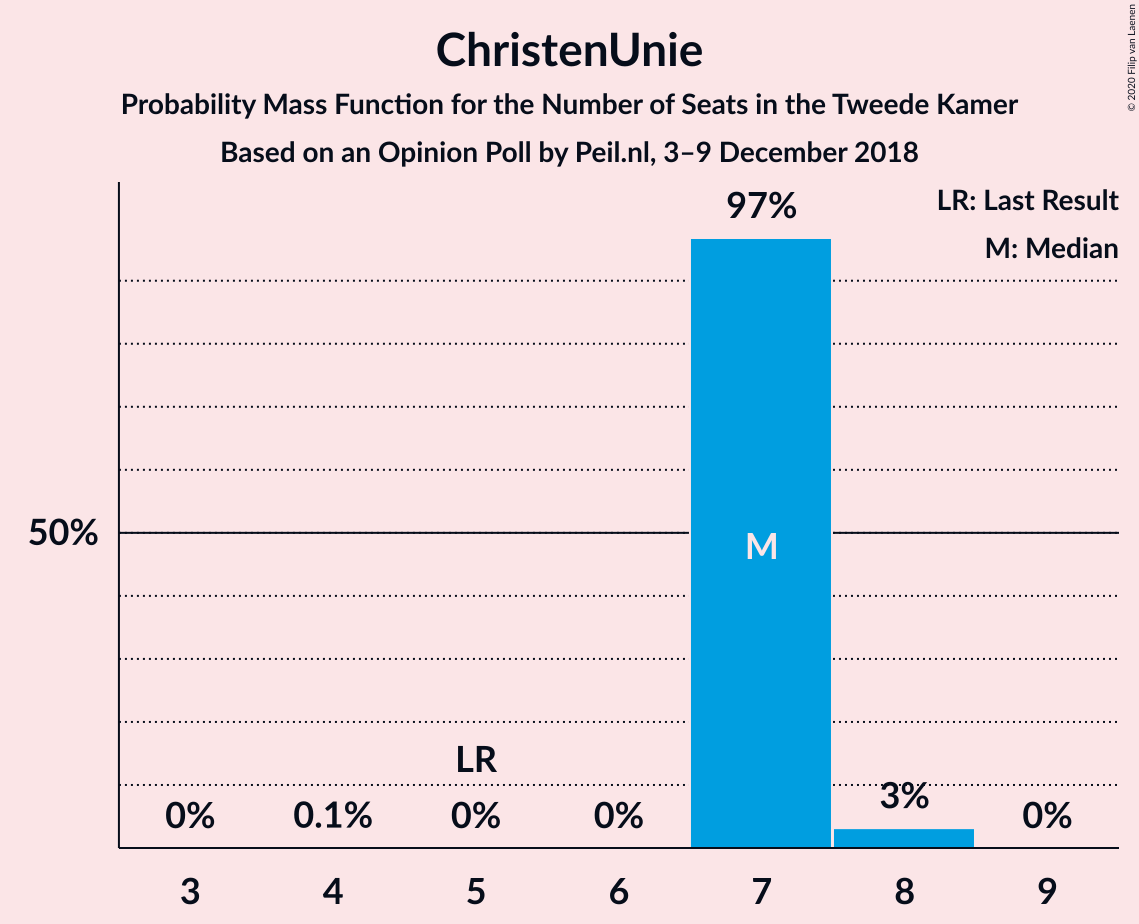 ChristenUnie
Probability Mass Function for the Number of Seats in the Tweede Kamer
Based on an Opinion Poll by Peil.nl, 3–9 December 2018
© 2020 Filip van Laenen
LR: Last Result
M: Median
97%
50%
M
LR
0%
0.1%
0%
0%
3%
0%
3
4
5
6
7
8
9